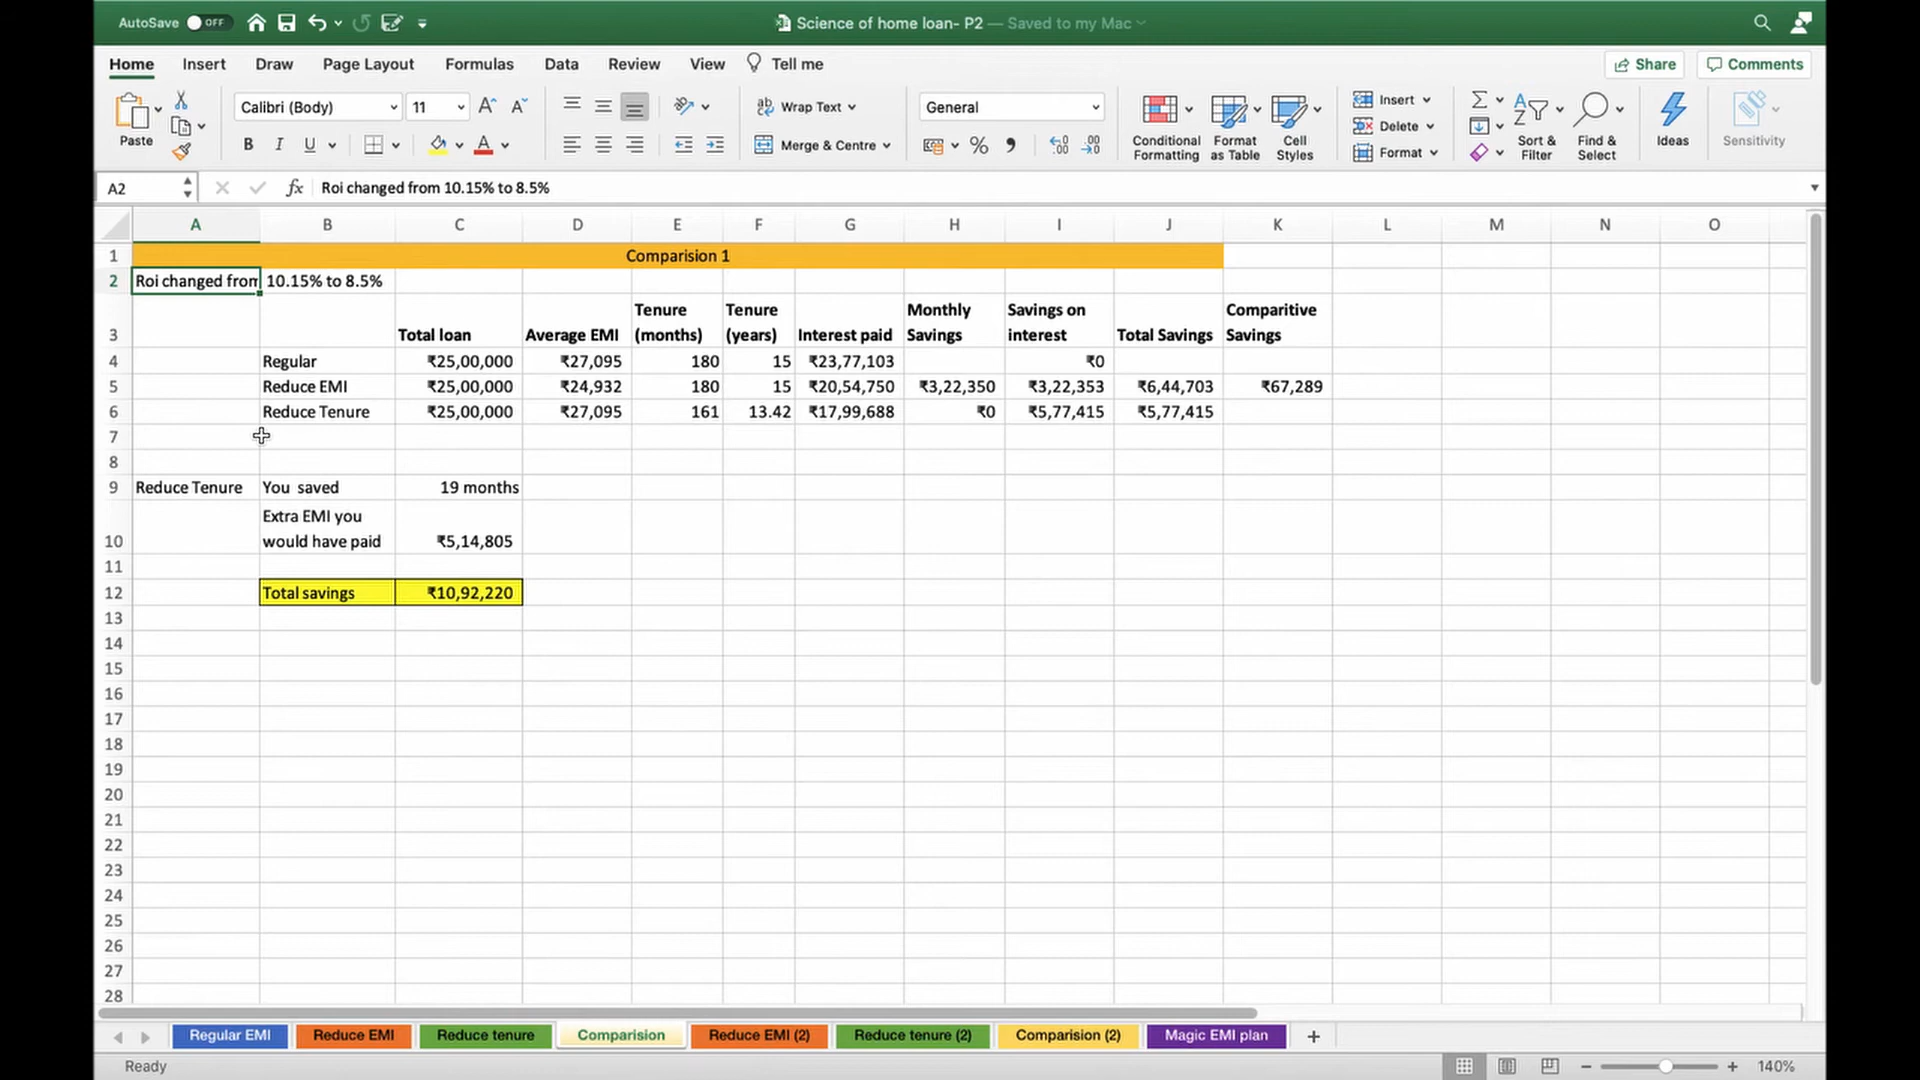 AutoSave OFF
Science of home loan- P2 — Saved to my Mac
Home Insert Draw Page Layout Formulas Data Review View Tell me Share Comments
Paste
Calibri (Body) 11
B I U
Wrap Text
Merge & Centre
General
Conditional Formatting
Format as Table
Cell Styles
Insert
Delete
Format
Sort & Filter
Find & Select
Ideas
Sensitivity
A2 fx Roi changed from 10.15% to 8.5%
A B C D E F G H I J K L M N O
1 Comparision 1
2 Roi changed from 10.15% to 8.5%
3 Total loan Average EMI Tenure (months) Tenure (years) Interest paid Monthly Savings Savings on interest Total Savings Comparitive Savings
4 Regular ₹25,00,000 ₹27,095 180 15 ₹23,77,103 ₹0
5 Reduce EMI ₹25,00,000 ₹24,932 180 15 ₹20,54,750 ₹3,22,350 ₹3,22,353 ₹6,44,703 ₹67,289
6 Reduce Tenure ₹25,00,000 ₹27,095 161 13.42 ₹17,99,688 ₹0 ₹5,77,415 ₹5,77,415
7
8
9 Reduce Tenure You saved 19 months
10 Extra EMI you would have paid ₹5,14,805
11
12 Total savings ₹10,92,220
13
14
15
16
17
18
19
20
21
22
23
24
25
26
27
28
Regular EMI Reduce EMI Reduce tenure Comparision Reduce EMI (2) Reduce tenure (2) Comparision (2) Magic EMI plan +
Ready 140%